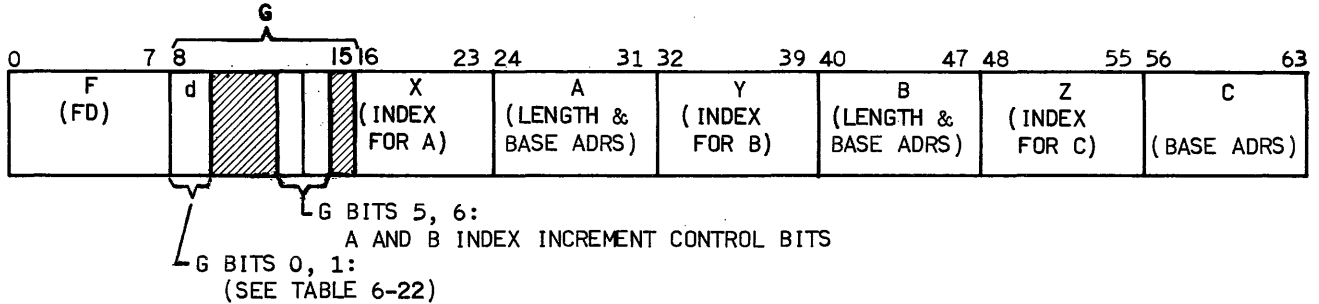 G
0 7 8 15 16 23 24 31 32 39 40 47 48 55 56 63
F d X A Y B Z C
(FD) (INDEX (LENGTH & (INDEX (LENGTH & (INDEX
FOR A) BASE ADRS) FOR B) BASE ADRS) FOR C) (BASE ADRS)
G BITS 5, 6:
A AND B INDEX INCREMENT CONTROL BITS
G BITS 0, 1:
(SEE TABLE 6-22)